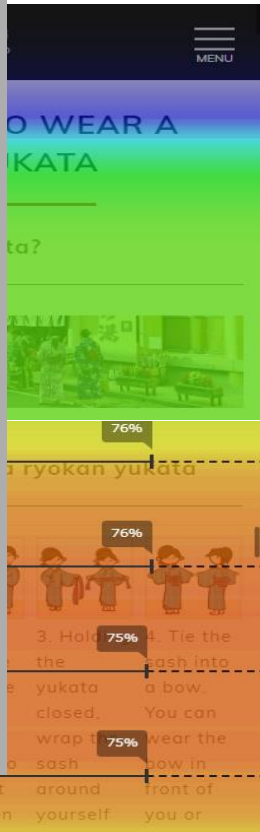 MENU
O WEAR A
UKATA
ta?
76%
a ryokan yukata
76%
3. Hold
the
yukata
closed,
wrap the
sash
around
yourself
4. Tie the
sash into
a bow.
You can
wear the
bow in
front of
you or
75%
75%